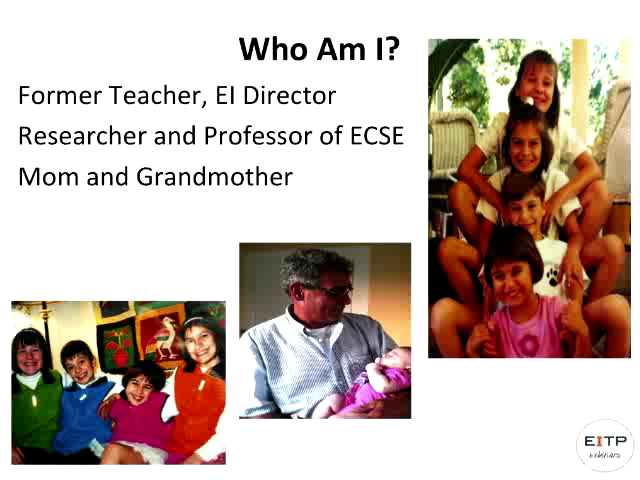 Who Am I?
Former Teacher, EI Director
Researcher and Professor of ECSE
Mom and Grandmother
EITP
webinars